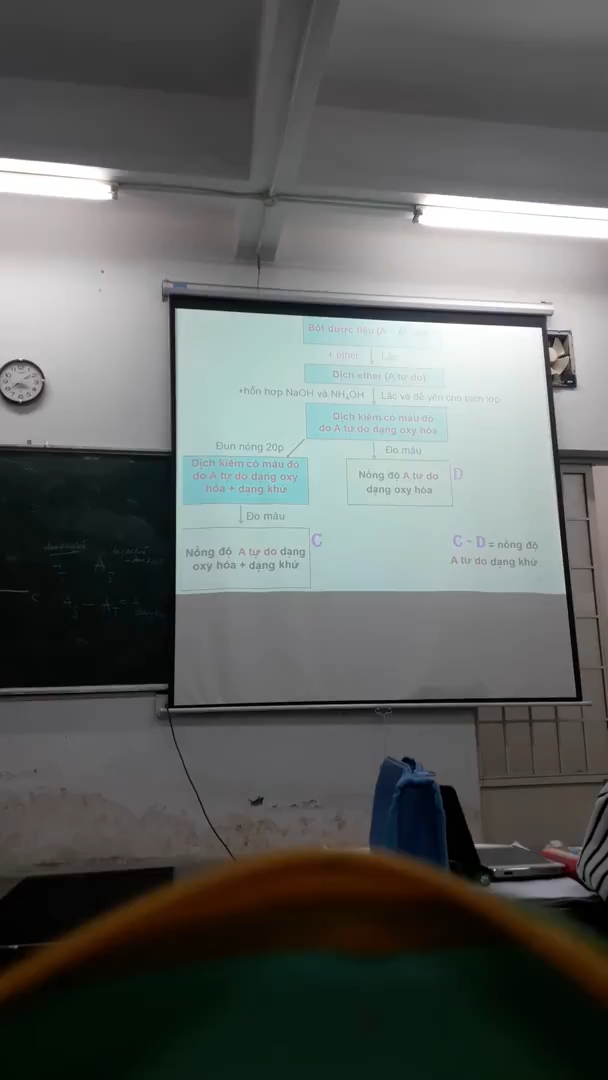 Bột dược liệu (A
+ ether
Lắc
Dịch ether (A tự do)
+hỗn hợp NaOH và NH4OH
Lắc và để yên cho tách lớp
Dịch kiềm có màu đỏ
do A tự do dạng oxy hóa
Đun nóng 20p
Đo màu
Dịch kiềm có màu đỏ
do A tự do dạng oxy
hóa + dạng khử
Nồng độ A tự do
dạng oxy hóa
D
Đo màu
Nồng độ A tự do dạng
oxy hóa + dạng khử
C
C - D = nồng độ
A tự do dạng khử